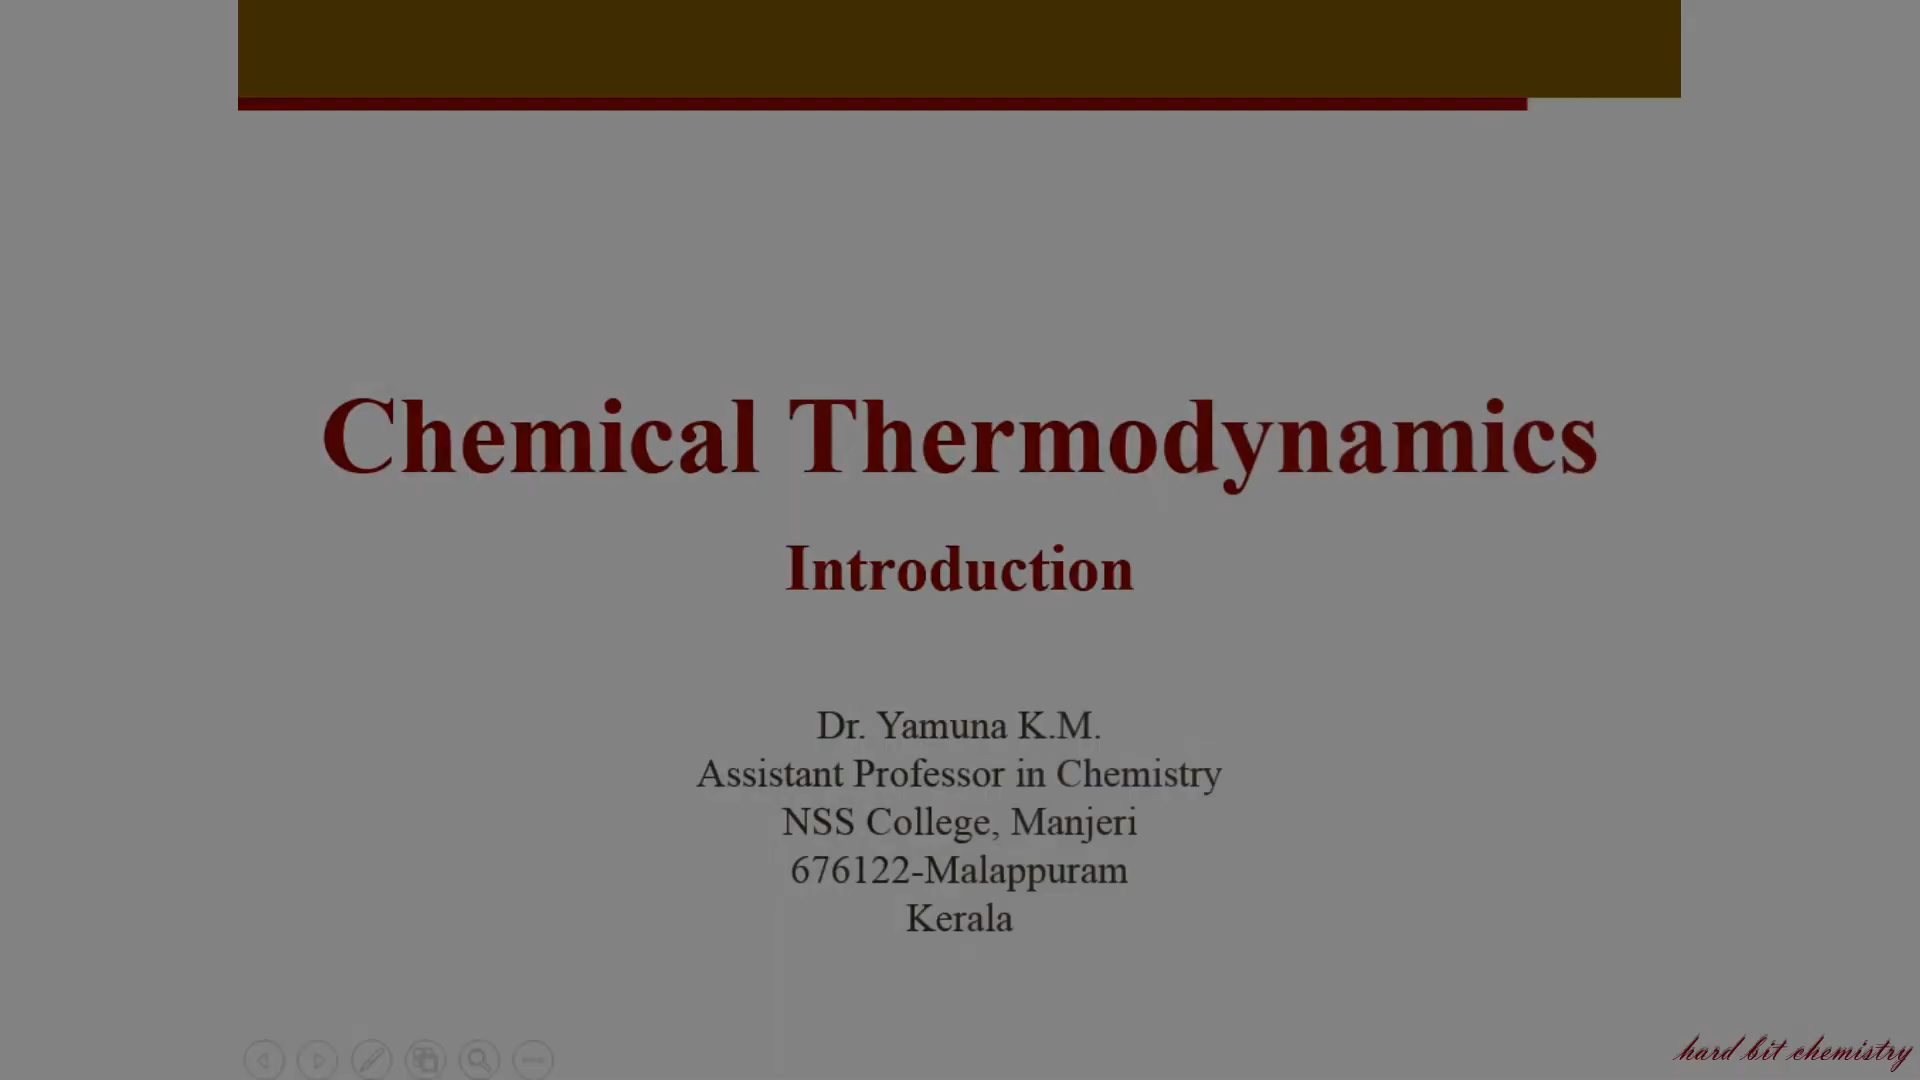 Chemical Thermodynamics
Introduction
Dr. Yamuna K.M.
Assistant Professor in Chemistry
NSS College, Manjeri
676122-Malappuram
Kerala
hard bit chemistry